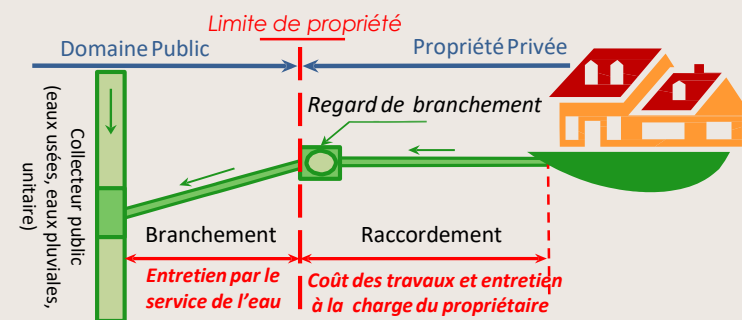 Limite de propriété
Domaine Public
Propriété Privée
Regard de branchement
Collecteur public
(eaux usées, eaux pluviales,
unitaire)
Branchement
Raccordement
Entretien par le
service de l’eau
Coût des travaux et entretien
à la charge du propriétaire